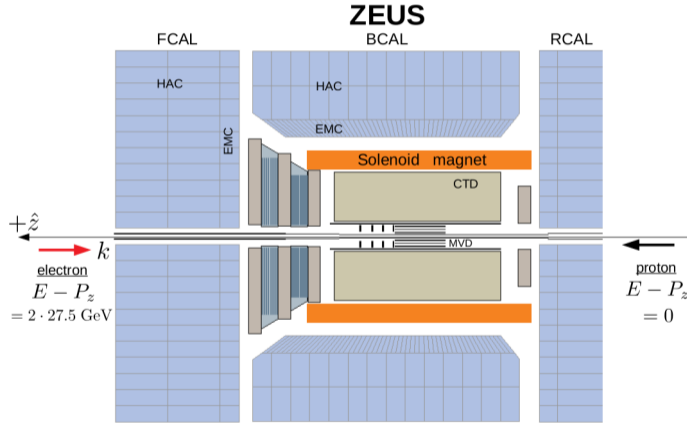 ZEUS
FCAL
BCAL
RCAL
HAC
HAC
EMC
EMC
Solenoid magnet
CTD
MVD
+ẑ
k
electron
E − P_z
= 2 · 27.5 GeV
proton
E − P_z
= 0